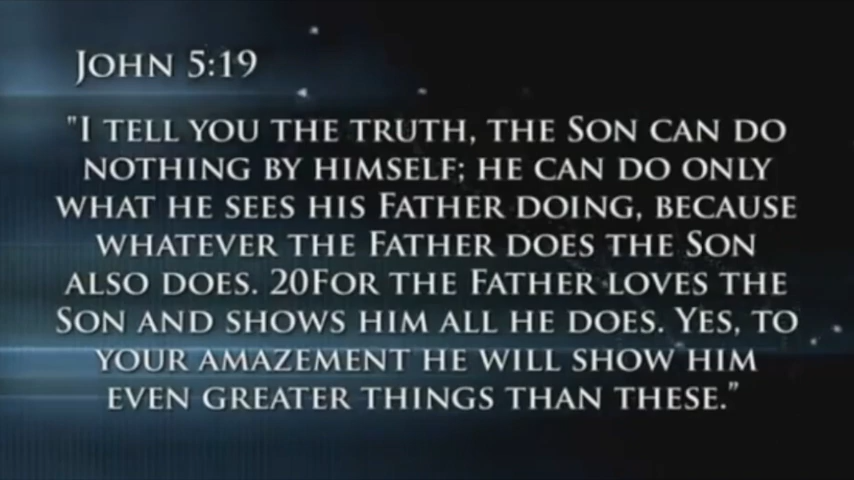 John 5:19
"I tell you the truth, the Son can do
nothing by himself; he can do only
what he sees his Father doing, because
whatever the Father does the Son
also does. 20For the Father loves the
Son and shows him all he does. Yes, to
your amazement he will show him
even greater things than these.”